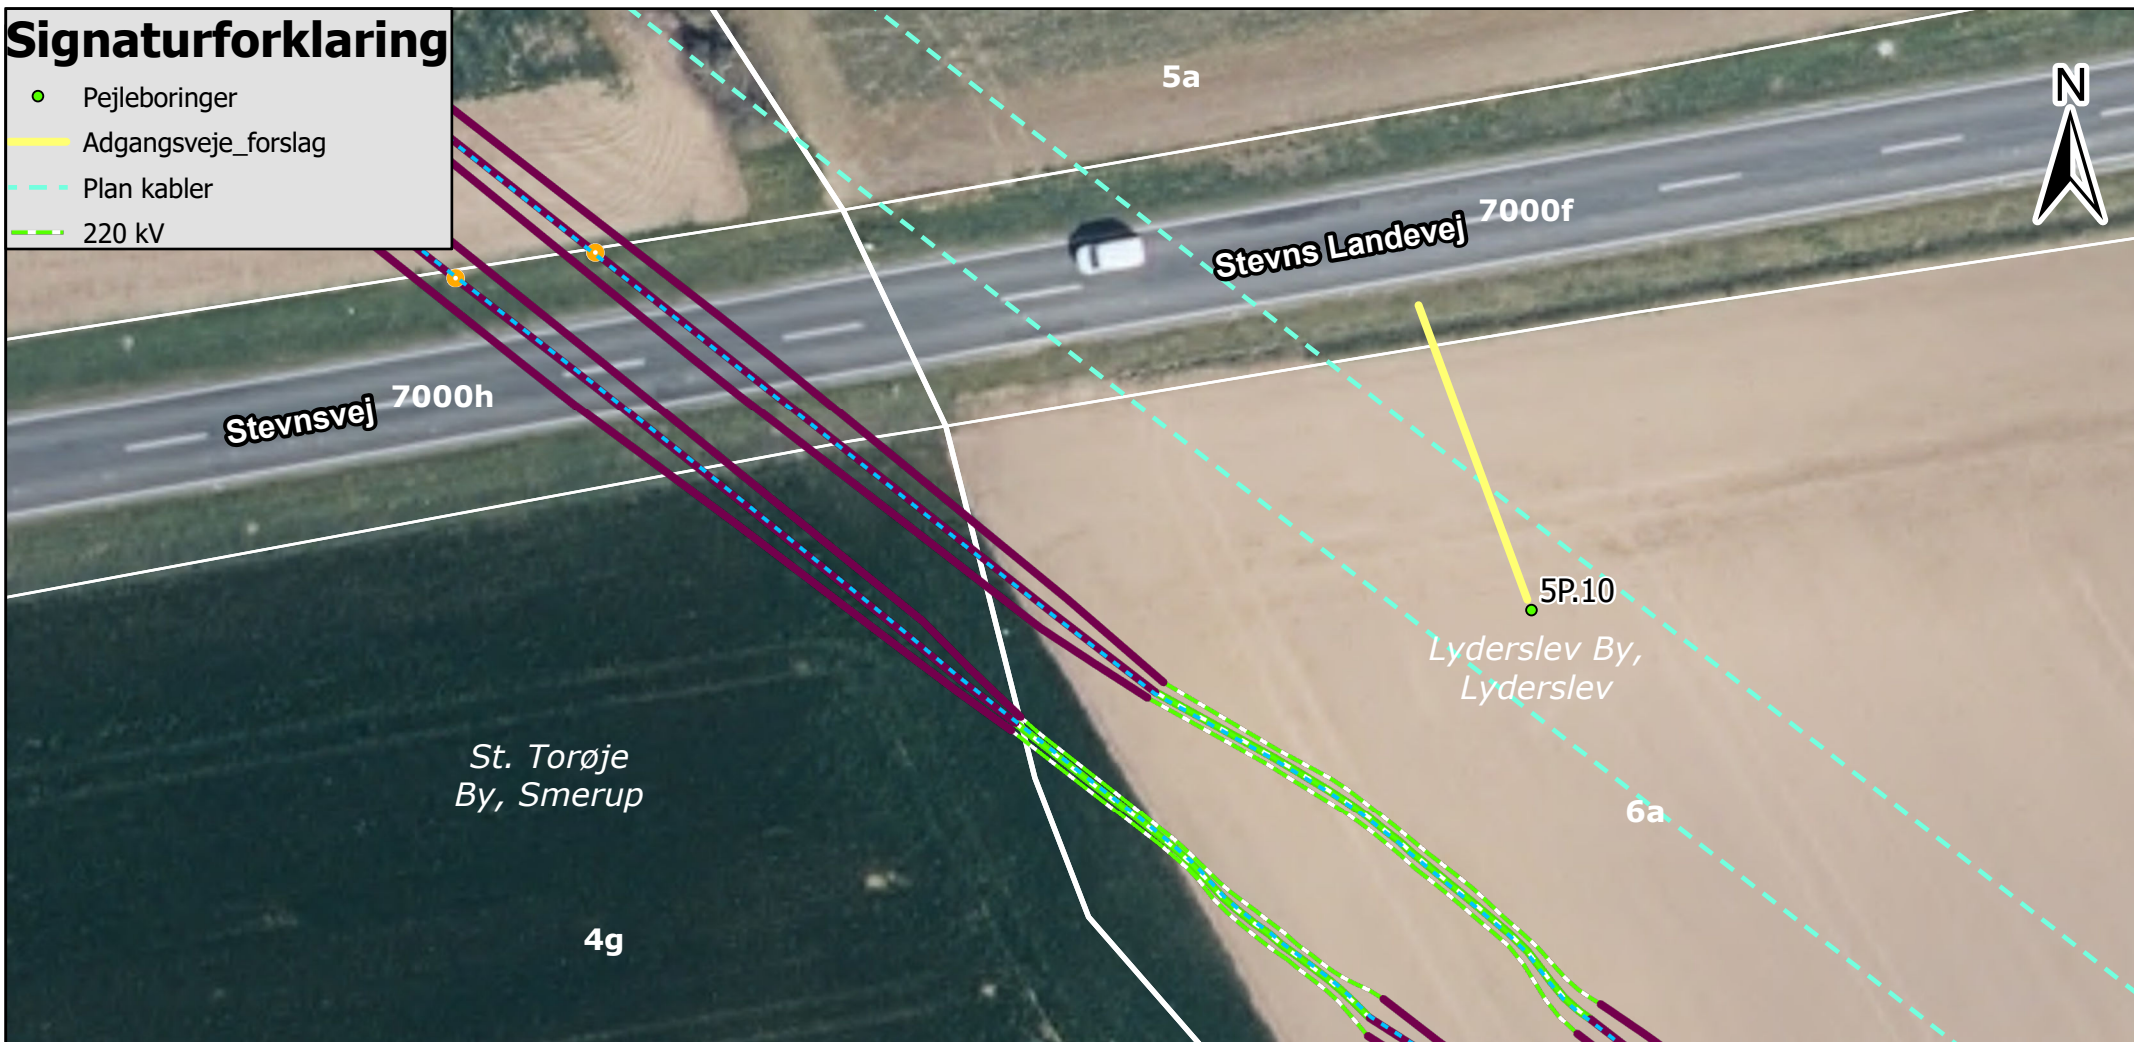 Signaturforklaring
Pejleboringer
Adgangsveje_forslag
Plan kabler
220 kV
5a
N
7000f
Stevns Landevej
7000h
Stevnsvej
5P.10
Lyderslev By,
Lyderslev
St. Torøje
By, Smerup
6a
4g